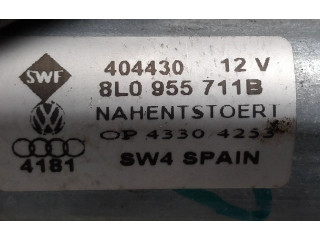 SWF 404430 12 V
8L0 955 711B
NAHENTSTOERT
OP 4330 4253
4181 SW4 SPAIN